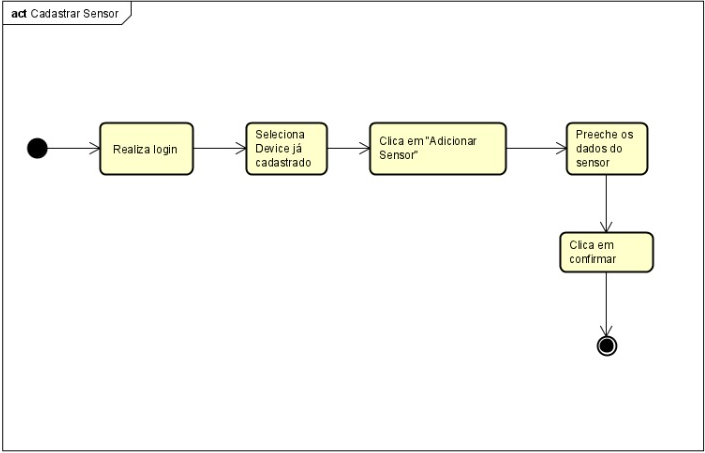 act Cadastrar Sensor
Realiza login
Seleciona
Device já
cadastrado
Clica em "Adicionar
Sensor"
Preeche os
dados do
sensor
Clica em
confirmar